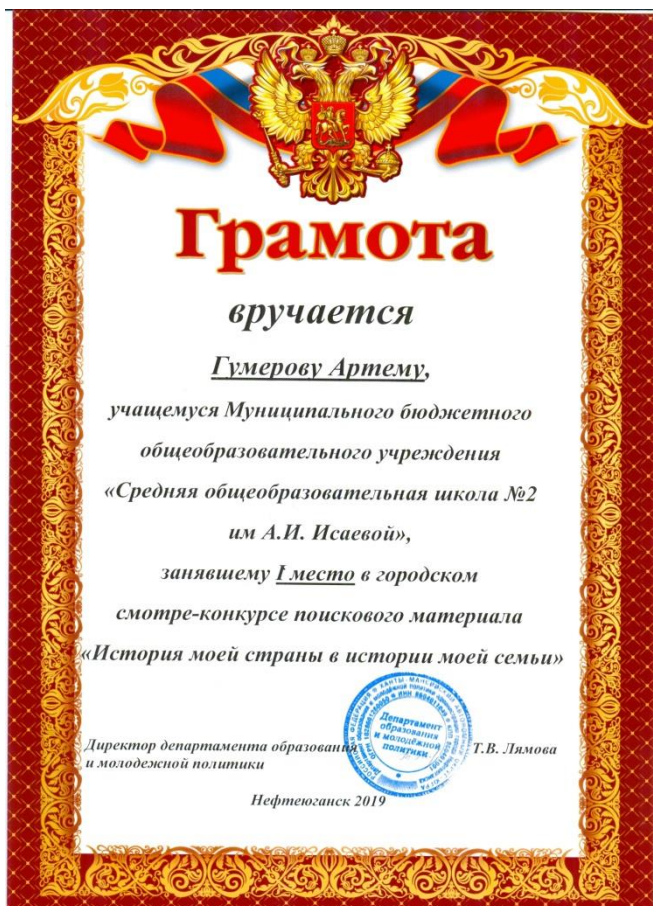 Грамота
вручается
Гумерову Артему,
учащемуся Муниципального бюджетного
общеобразовательного учреждения
«Средняя общеобразовательная школа №2
им А.И. Исаевой»,
занявшему I место в городском
смотре-конкурсе поискового материала
«История моей страны в истории моей семьи»
Департамент
образования
и молодёжной
политики
Директор департамента образования Т.В. Лямова
и молодежной политики
Нефтеюганск 2019